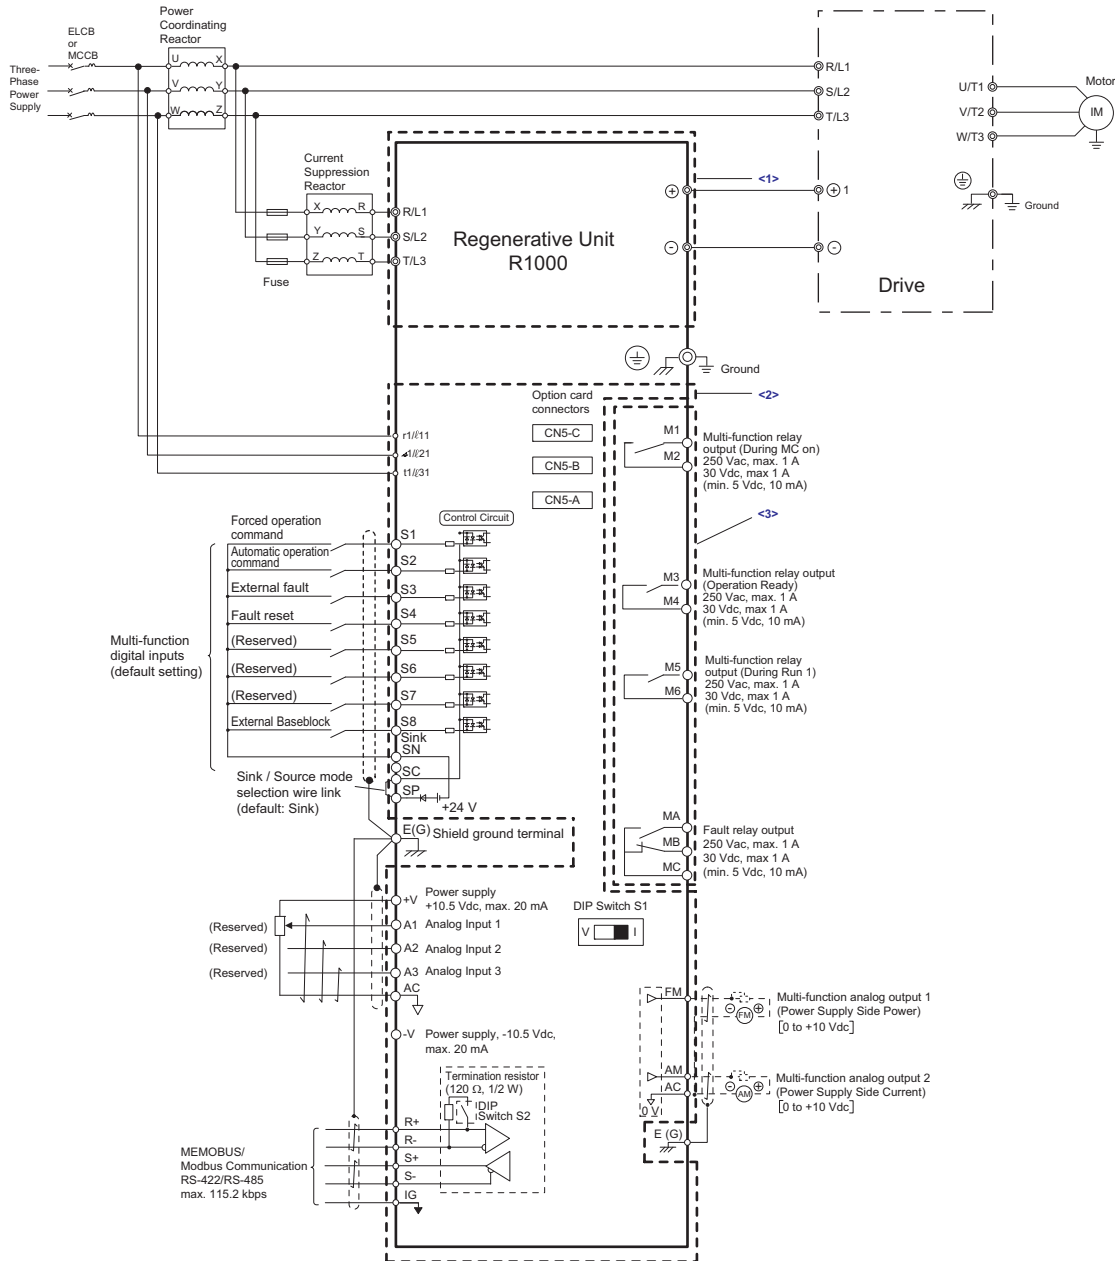 Power
Coordinating
Reactor
ELCB
or
MCCB
Three-
Phase
Power
Supply
U X
V Y
W Z
R/L1
S/L2
T/L3
U/T1
V/T2
W/T3
Motor
IM
Ground
+ 1
-
Drive
Current
Suppression
Reactor
X R
Y S
Z T
Fuse
R/L1
S/L2
T/L3
Regenerative Unit
R1000
+
-
<1>
Ground
<2>
Option card
connectors
CN5-C
CN5-B
CN5-A
r1/ℓ11
1/ℓ21
t1/ℓ31
M1
M2
Multi-function relay
output (During MC on)
250 Vac, max. 1 A
30 Vdc, max 1 A
(min. 5 Vdc, 10 mA)
<3>
Control Circuit
Forced operation
command
S1
Automatic operation
command
S2
External fault
S3
Fault reset
S4
(Reserved)
S5
(Reserved)
S6
(Reserved)
S7
External Baseblock
S8
Multi-function
digital inputs
(default setting)
Sink
SN
SC
SP
+24 V
Sink / Source mode
selection wire link
(default: Sink)
M3
M4
Multi-function relay output
(Operation Ready)
250 Vac, max. 1 A
30 Vdc, max 1 A
(min. 5 Vdc, 10 mA)
M5
M6
Multi-function relay
output (During Run 1)
250 Vac, max. 1 A
30 Vdc, max 1 A
(min. 5 Vdc, 10 mA)
MA
MB
MC
Fault relay output
250 Vac, max. 1 A
30 Vdc, max 1 A
(min. 5 Vdc, 10 mA)
E(G) Shield ground terminal
+V
Power supply
+10.5 Vdc, max. 20 mA
(Reserved)
A1 Analog Input 1
(Reserved)
A2 Analog Input 2
(Reserved)
A3 Analog Input 3
AC
-V Power supply, -10.5 Vdc,
max. 20 mA
DIP Switch S1
V I
FM
FM
Multi-function analog output 1
(Power Supply Side Power)
[0 to +10 Vdc]
AM
AC
0 V
AM
Multi-function analog output 2
(Power Supply Side Current)
[0 to +10 Vdc]
E (G)
Termination resistor
(120 Ω, 1/2 W)
DIP
Switch S2
R+
R-
S+
S-
IG
MEMOBUS/
Modbus Communication
RS-422/RS-485
max. 115.2 kbps